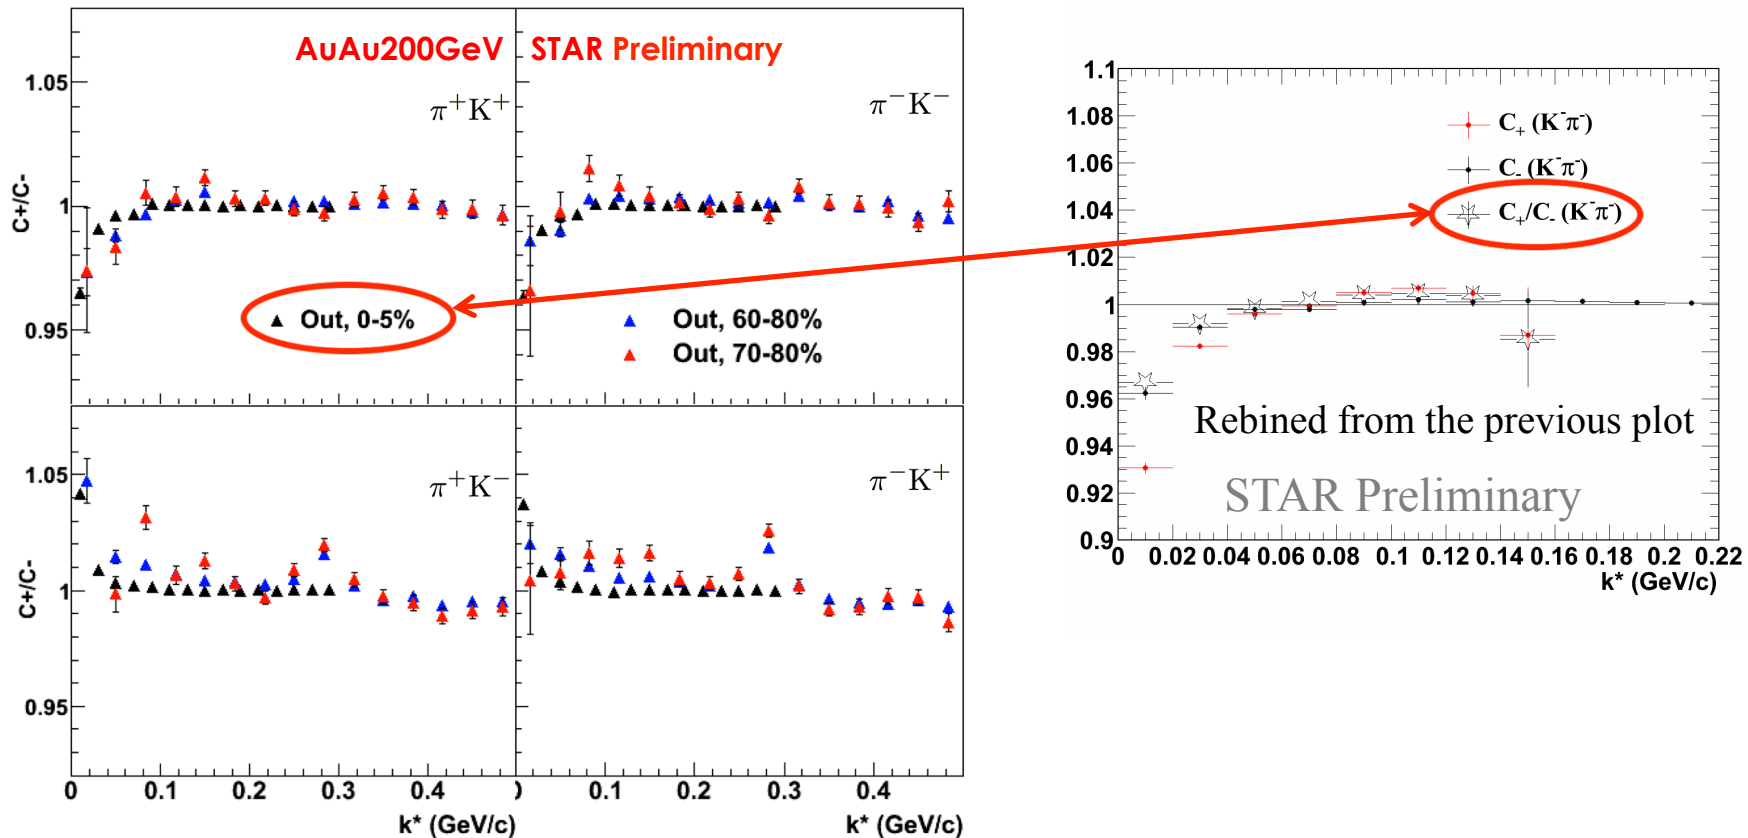 AuAu200GeV STAR Preliminary
1.05
1
0.95
C+/C-
π⁺K⁺
π⁻K⁻
Out, 0-5%
Out, 60-80%
Out, 70-80%
1.05
1
0.95
C+/C-
π⁺K⁻
π⁻K⁺
0 0.1 0.2 0.3 0.4
0.1 0.2 0.3 0.4
k* (GeV/c)
k* (GeV/c)
1.1
1.08
1.06
1.04
1.02
1
0.98
0.96
0.94
0.92
0.9
C₊ (K⁻π⁻)
C₋ (K⁻π⁻)
C₊/C₋ (K⁻π⁻)
Rebined from the previous plot
STAR Preliminary
0 0.02 0.04 0.06 0.08 0.1 0.12 0.14 0.16 0.18 0.2 0.22
k* (GeV/c)